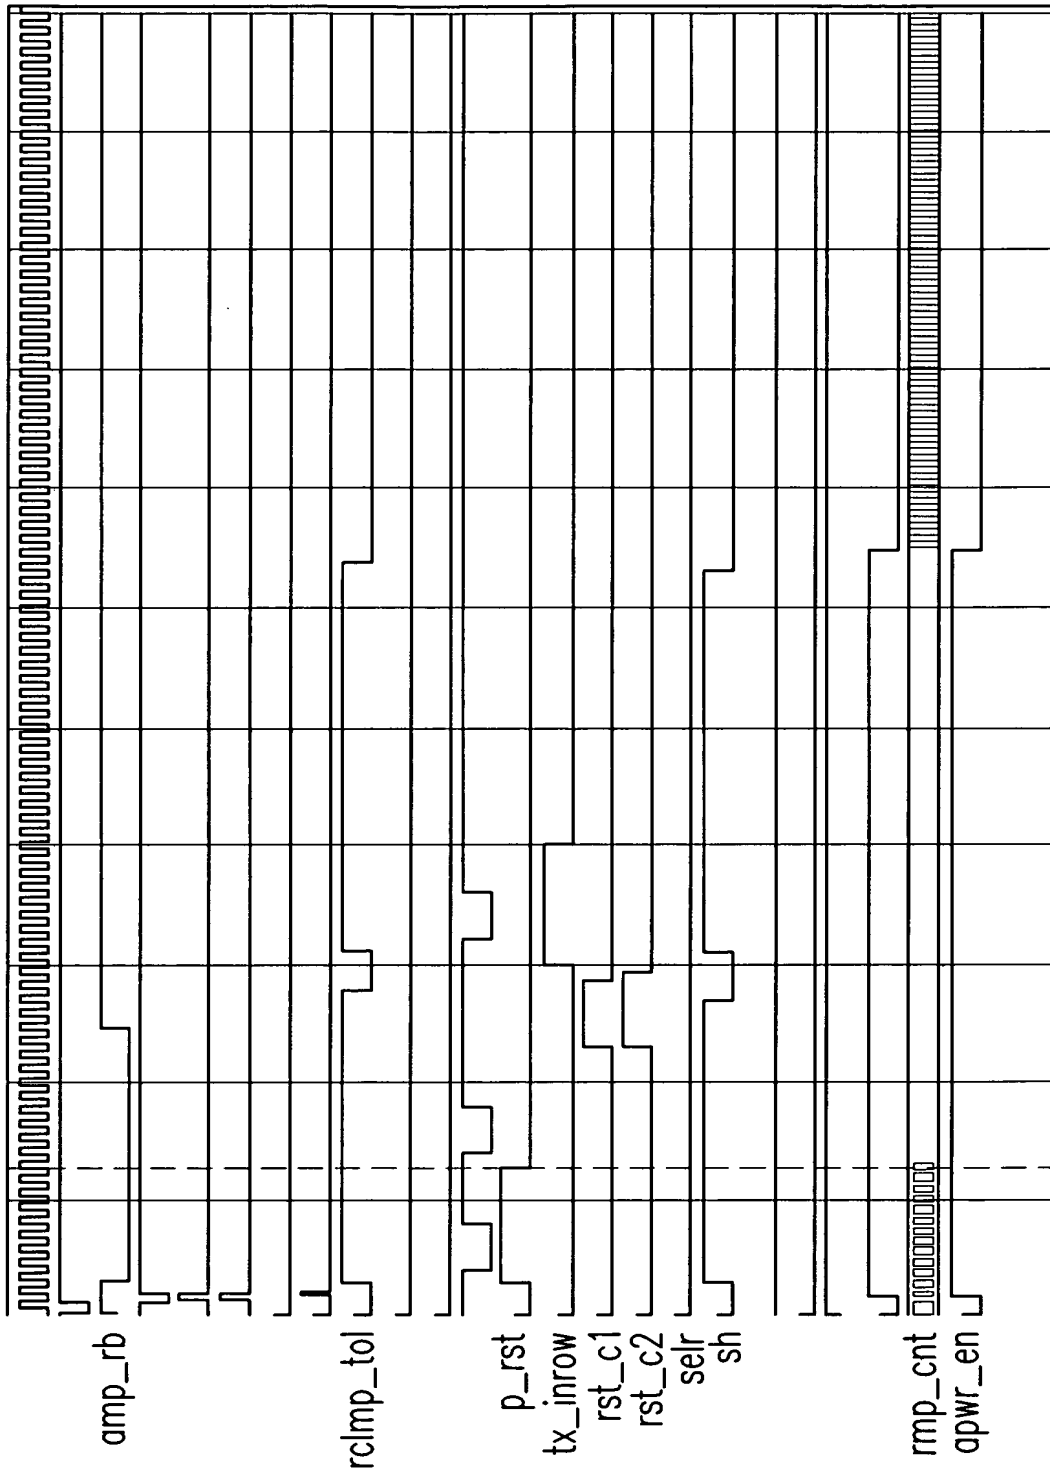 amp_rb
rclmp_tol
p_rst
tx_inrow
rst_c1
rst_c2
selr
sh
rmp_cnt
apwr_en